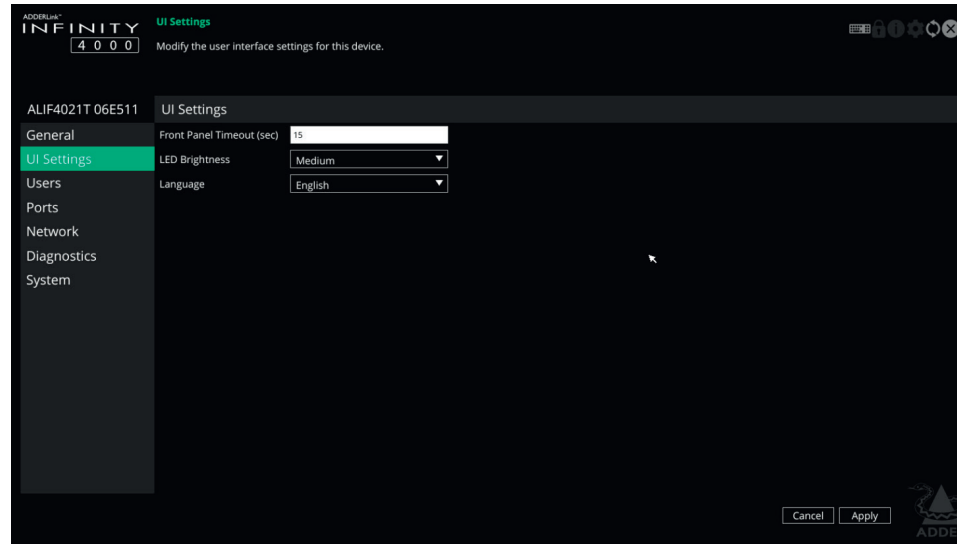 ADDERLink™
INFINITY
4000
UI Settings
Modify the user interface settings for this device.
ALIF4021T 06E511
UI Settings
General
Front Panel Timeout (sec)
15
UI Settings
LED Brightness
Medium
Users
Language
English
Ports
Network
Diagnostics
System
Cancel
Apply
ADDE